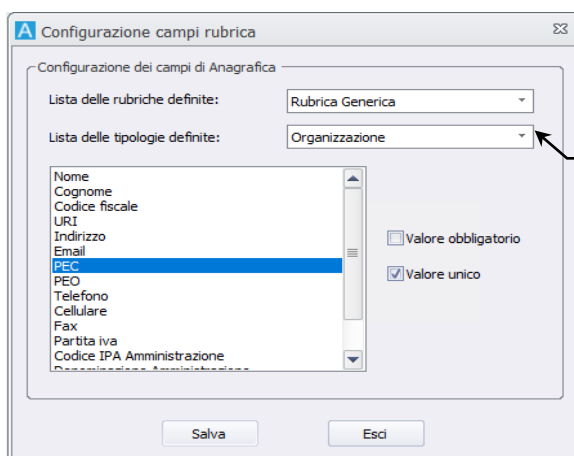 A Configurazione campi rubrica
Configurazione dei campi di Anagrafica
Lista delle rubriche definite: Rubrica Generica
Lista delle tipologie definite: Organizzazione
Nome
Cognome
Codice fiscale
URI
Indirizzo
Email
PEC
PEO
Telefono
Cellulare
Fax
Partita iva
Codice IPA Amministrazione
Denominazione Amministrazione
Valore obbligatorio
Valore unico
Salva Esci